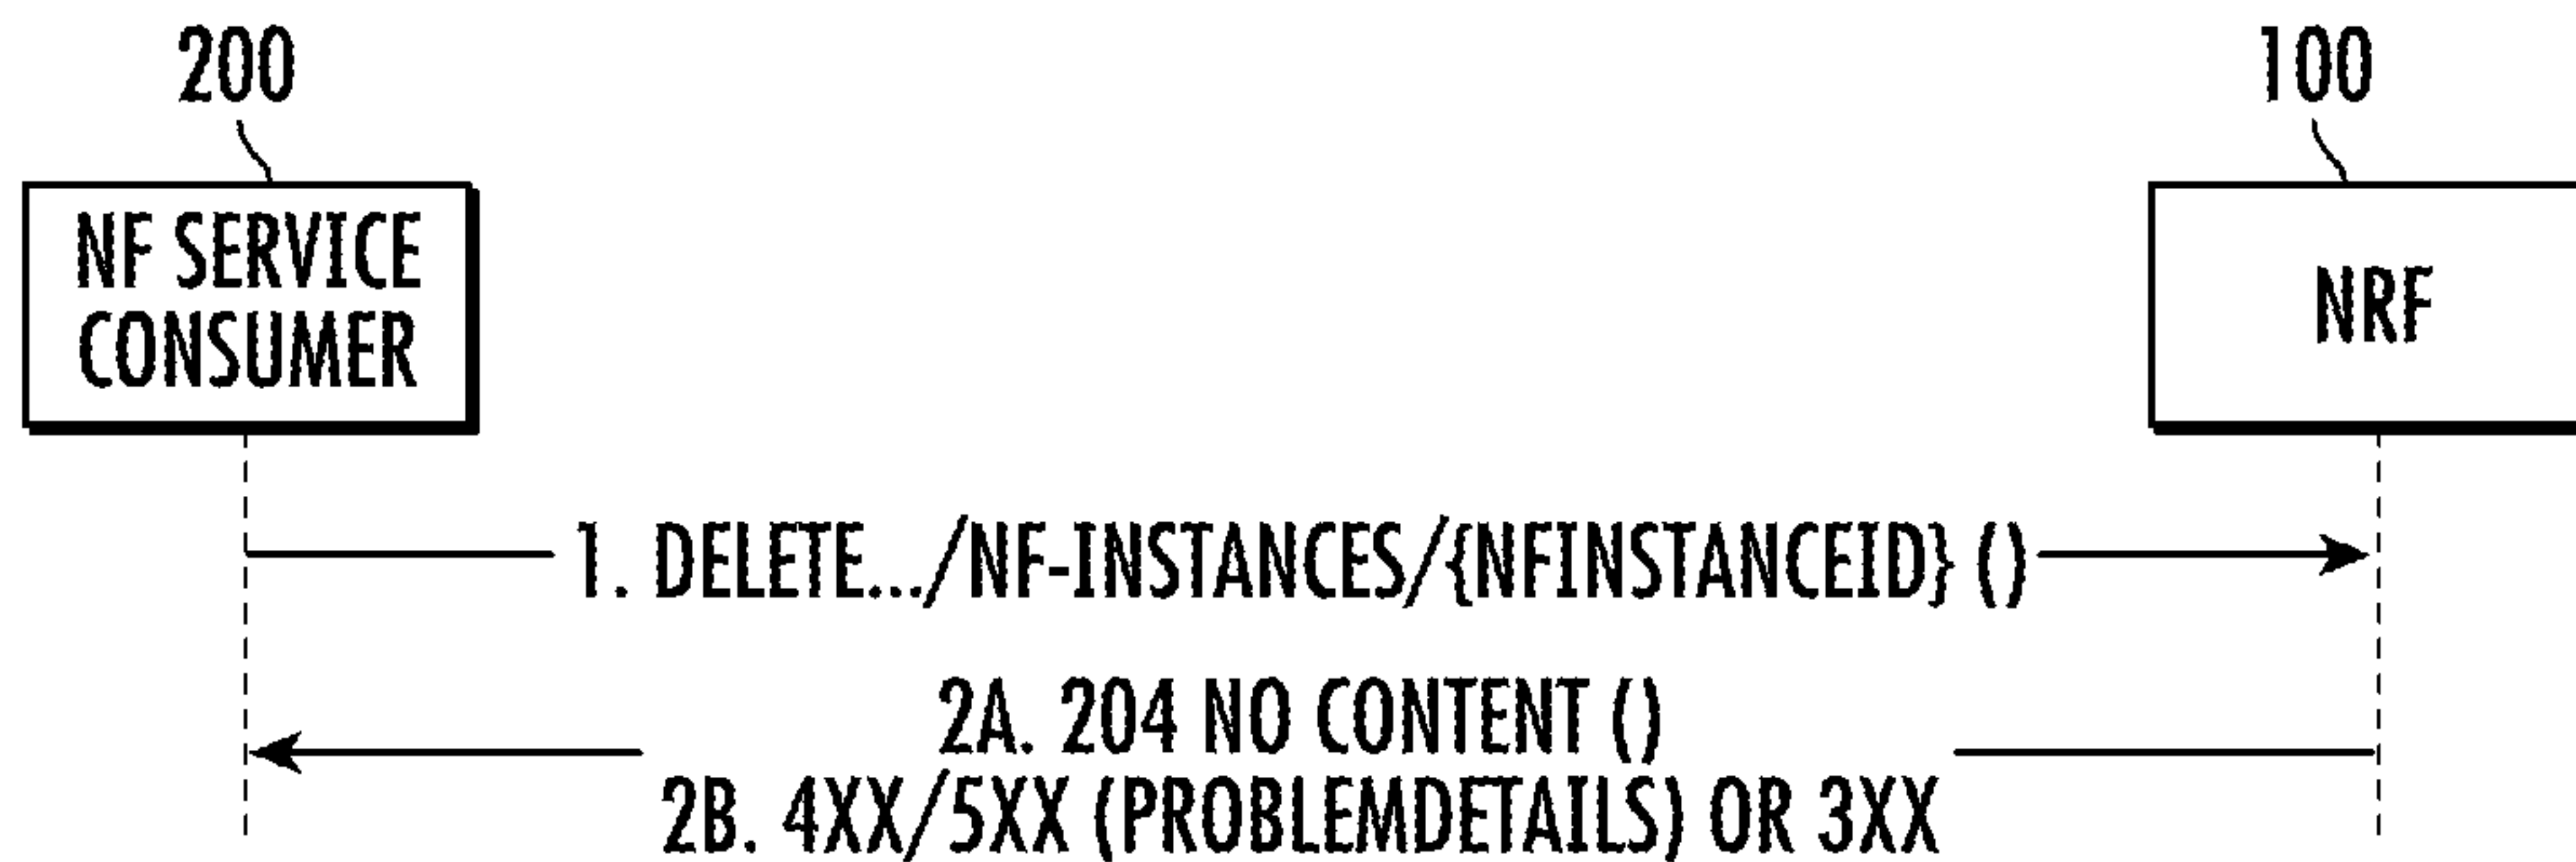 200
100
NF SERVICE
CONSUMER
NRF
1. DELETE.../NF-INSTANCES/{NFINSTANCEID} ()
2A. 204 NO CONTENT ()
2B. 4XX/5XX (PROBLEMDETAILS) OR 3XX